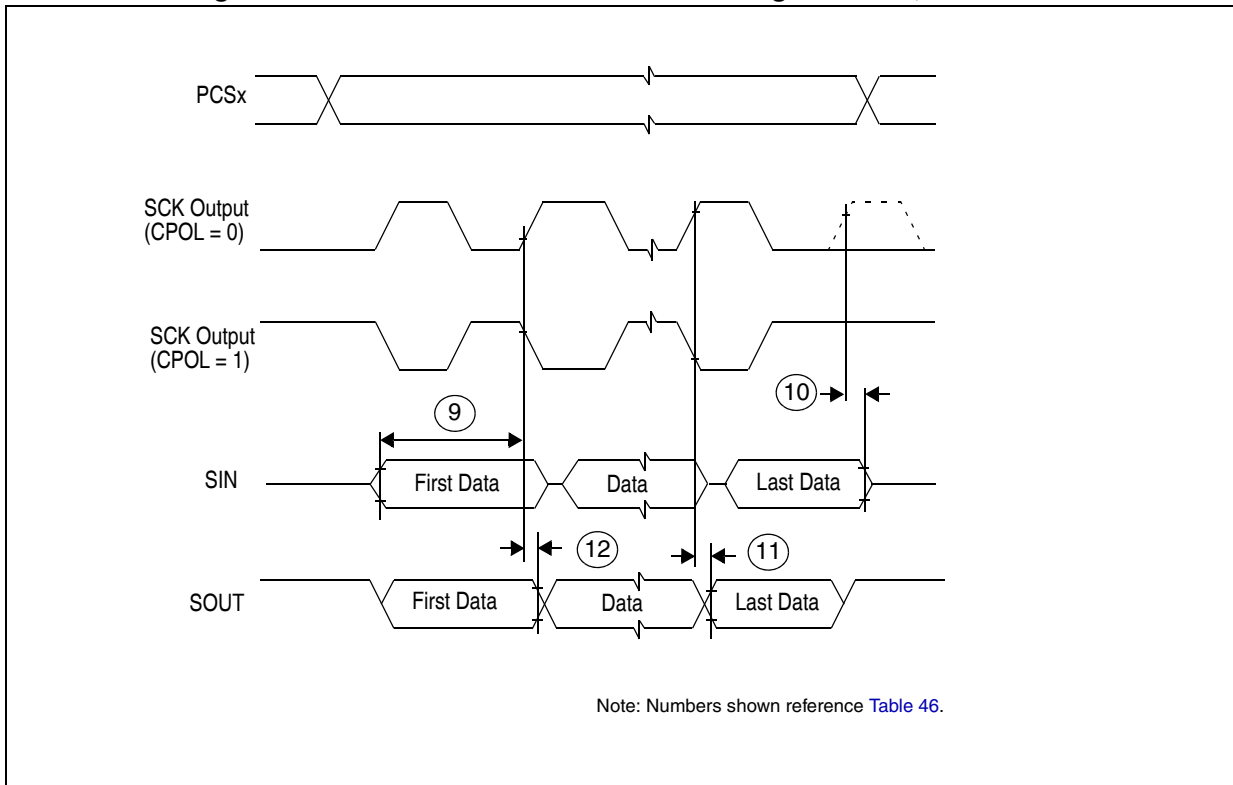 PCSx
SCK Output
(CPOL = 0)
SCK Output
(CPOL = 1)
10
9
SIN
First Data
Data
Last Data
12
11
SOUT
First Data
Data
Last Data
Note: Numbers shown reference Table 46.